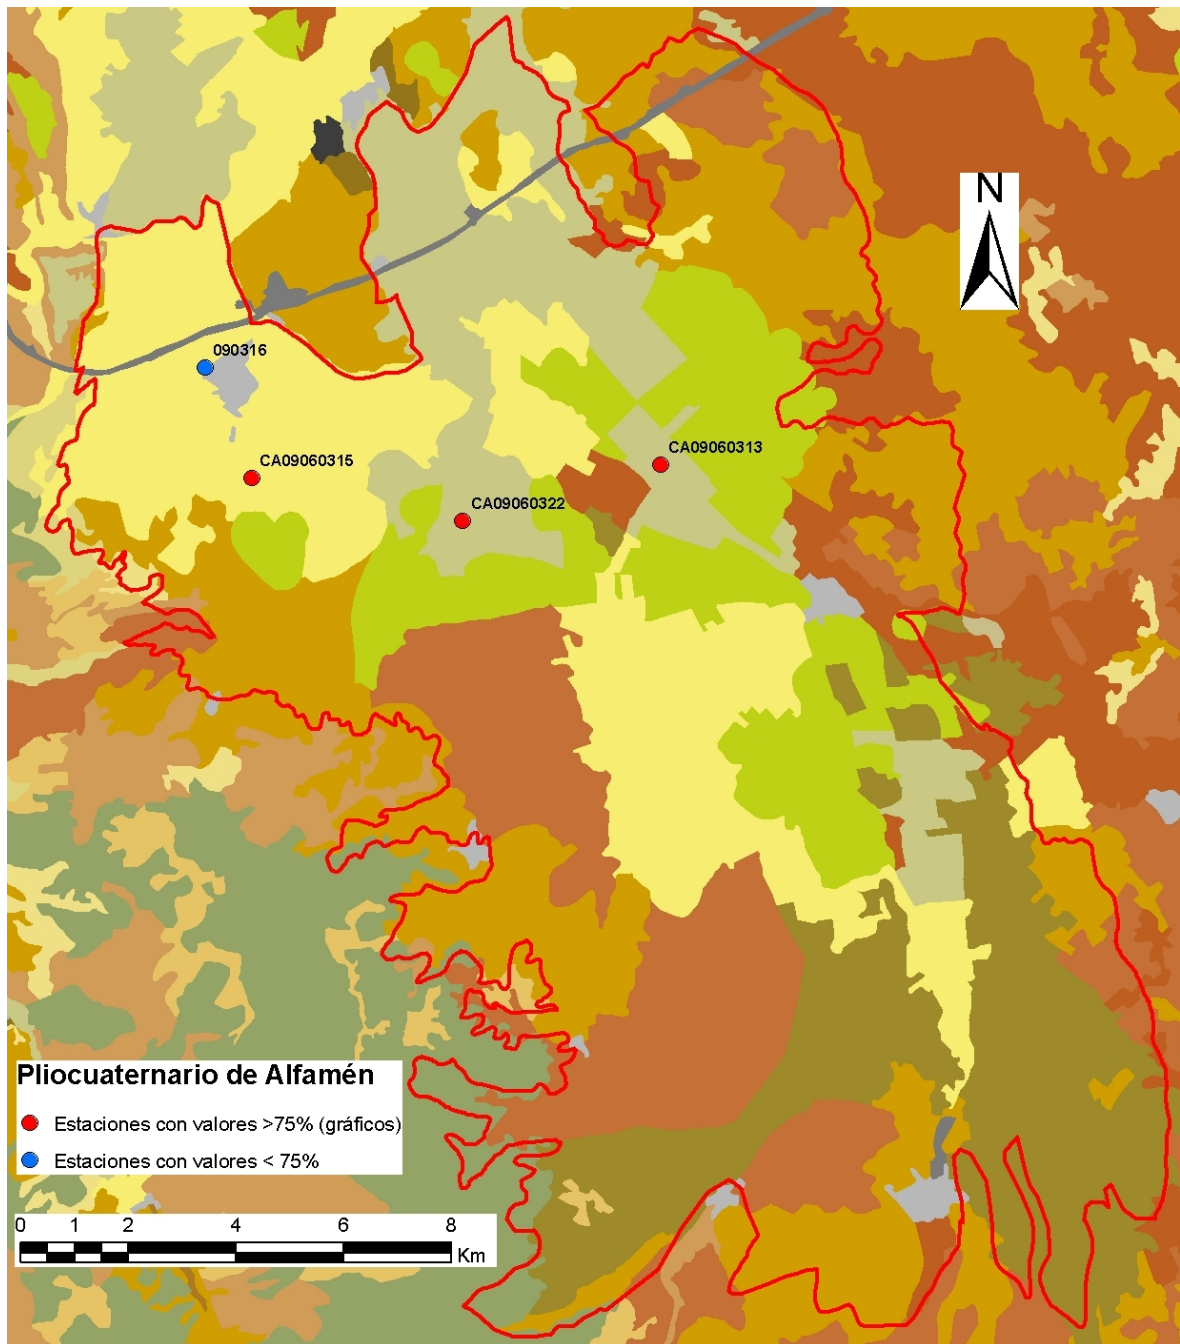 N
090316
CA09060315
CA09060313
CA09060322
Pliocuaternario de Alfamén
Estaciones con valores >75% (gráficos)
Estaciones con valores < 75%
0 1 2 4 6 8
Km